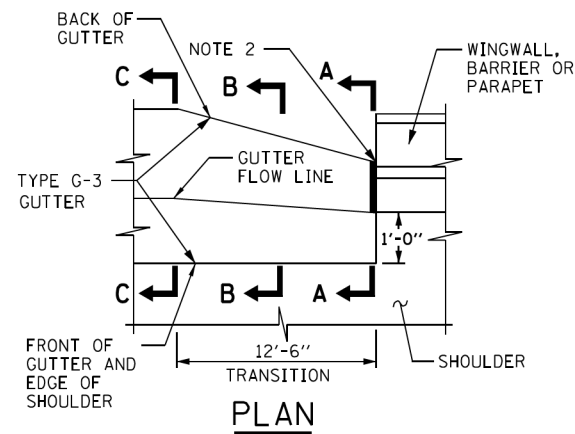 BACK OF
GUTTER
NOTE 2
WINGWALL,
BARRIER OR
PARAPET
C
B
A
GUTTER
FLOW LINE
TYPE G-3
GUTTER
1'-0"
C
B
A
FRONT OF
GUTTER AND
EDGE OF
SHOULDER
12'-6"
TRANSITION
SHOULDER
PLAN